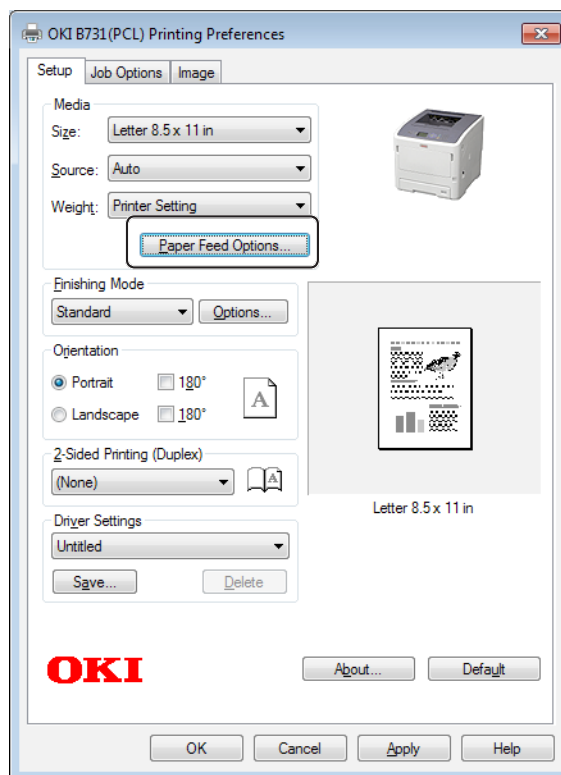 OKI B731(PCL) Printing Preferences
Setup Job Options Image
Media
Size: Letter 8.5 x 11 in
Source: Auto
Weight: Printer Setting
Paper Feed Options...
Finishing Mode
Standard Options...
Orientation
Portrait 180°
A
Landscape 180°
2-Sided Printing (Duplex)
(None)
A
Letter 8.5 x 11 in
Driver Settings
Untitled
Save... Delete
OKI
About... Default
OK Cancel Apply Help